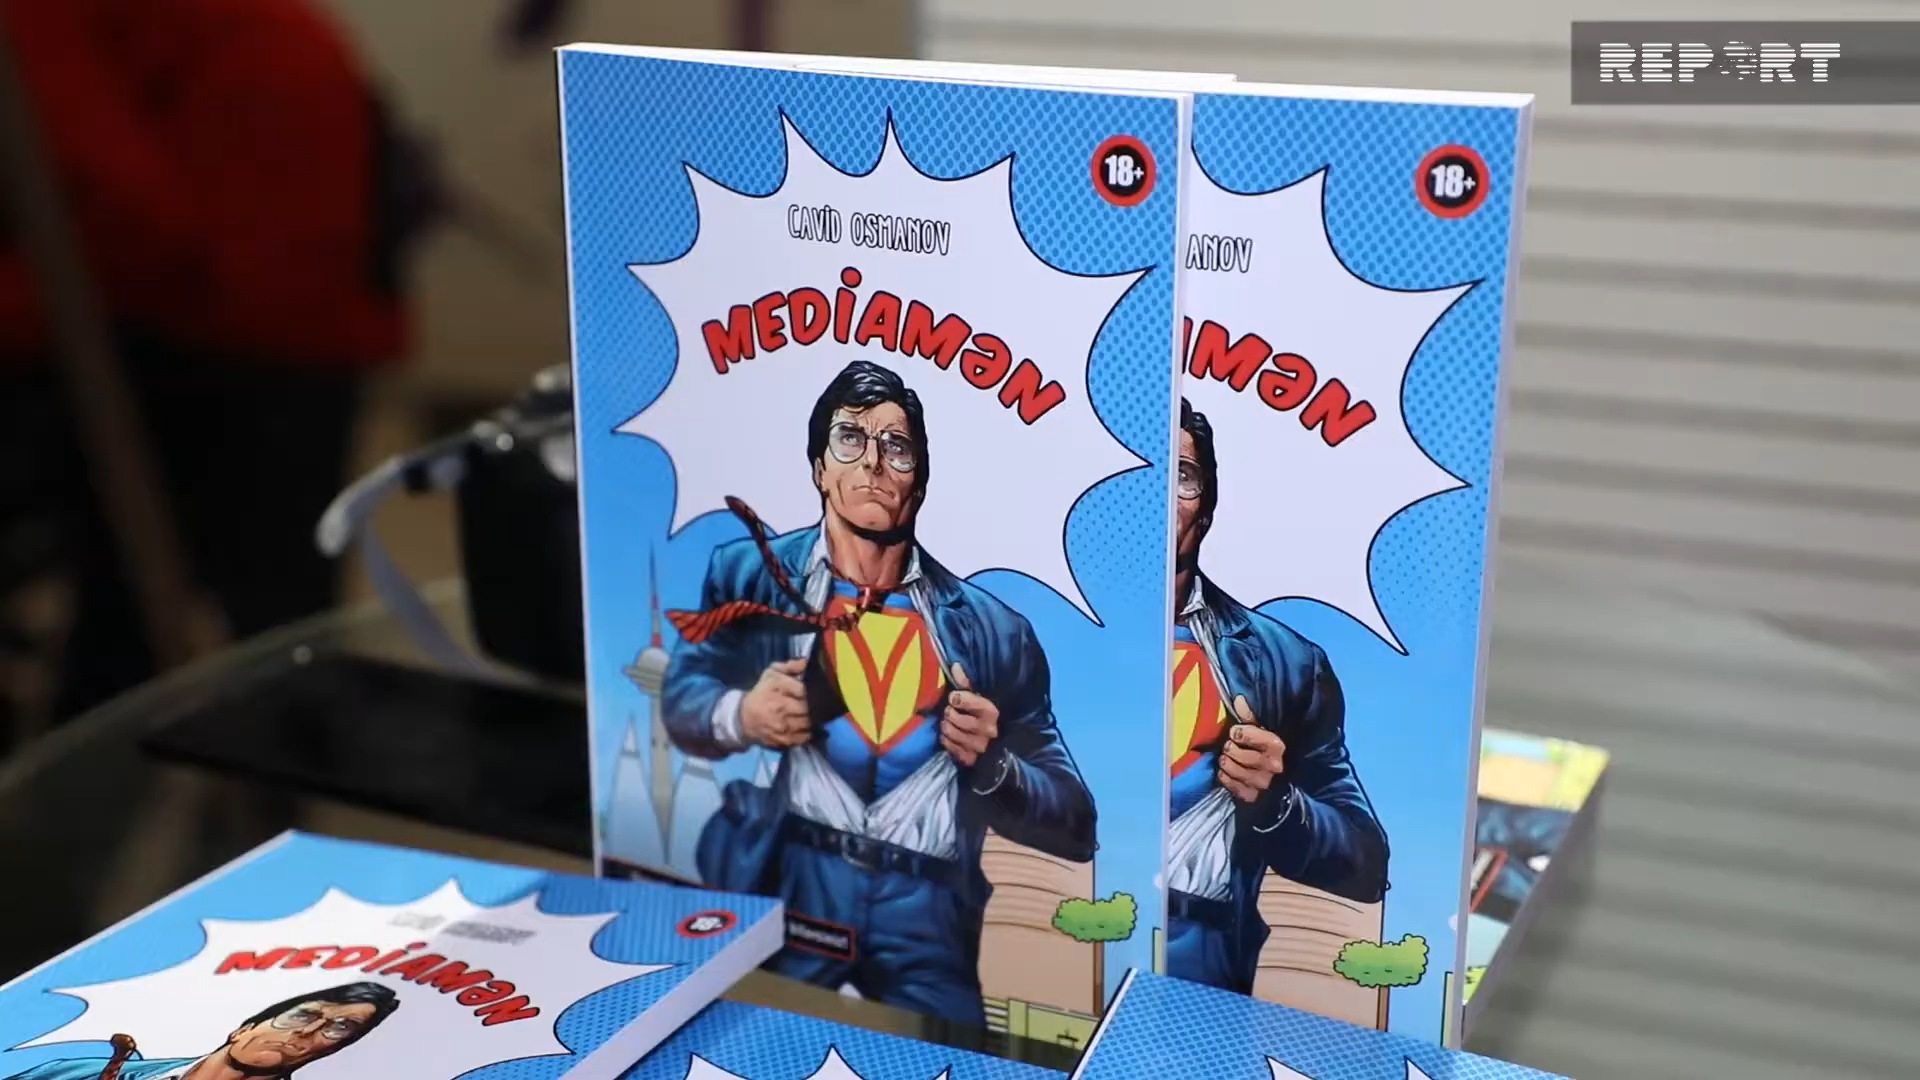 REPORT
18+
CAVİD OSMANOV
MEDİAMƏN
18+
ANOV
MƏN
18+
MEDİAMƏN